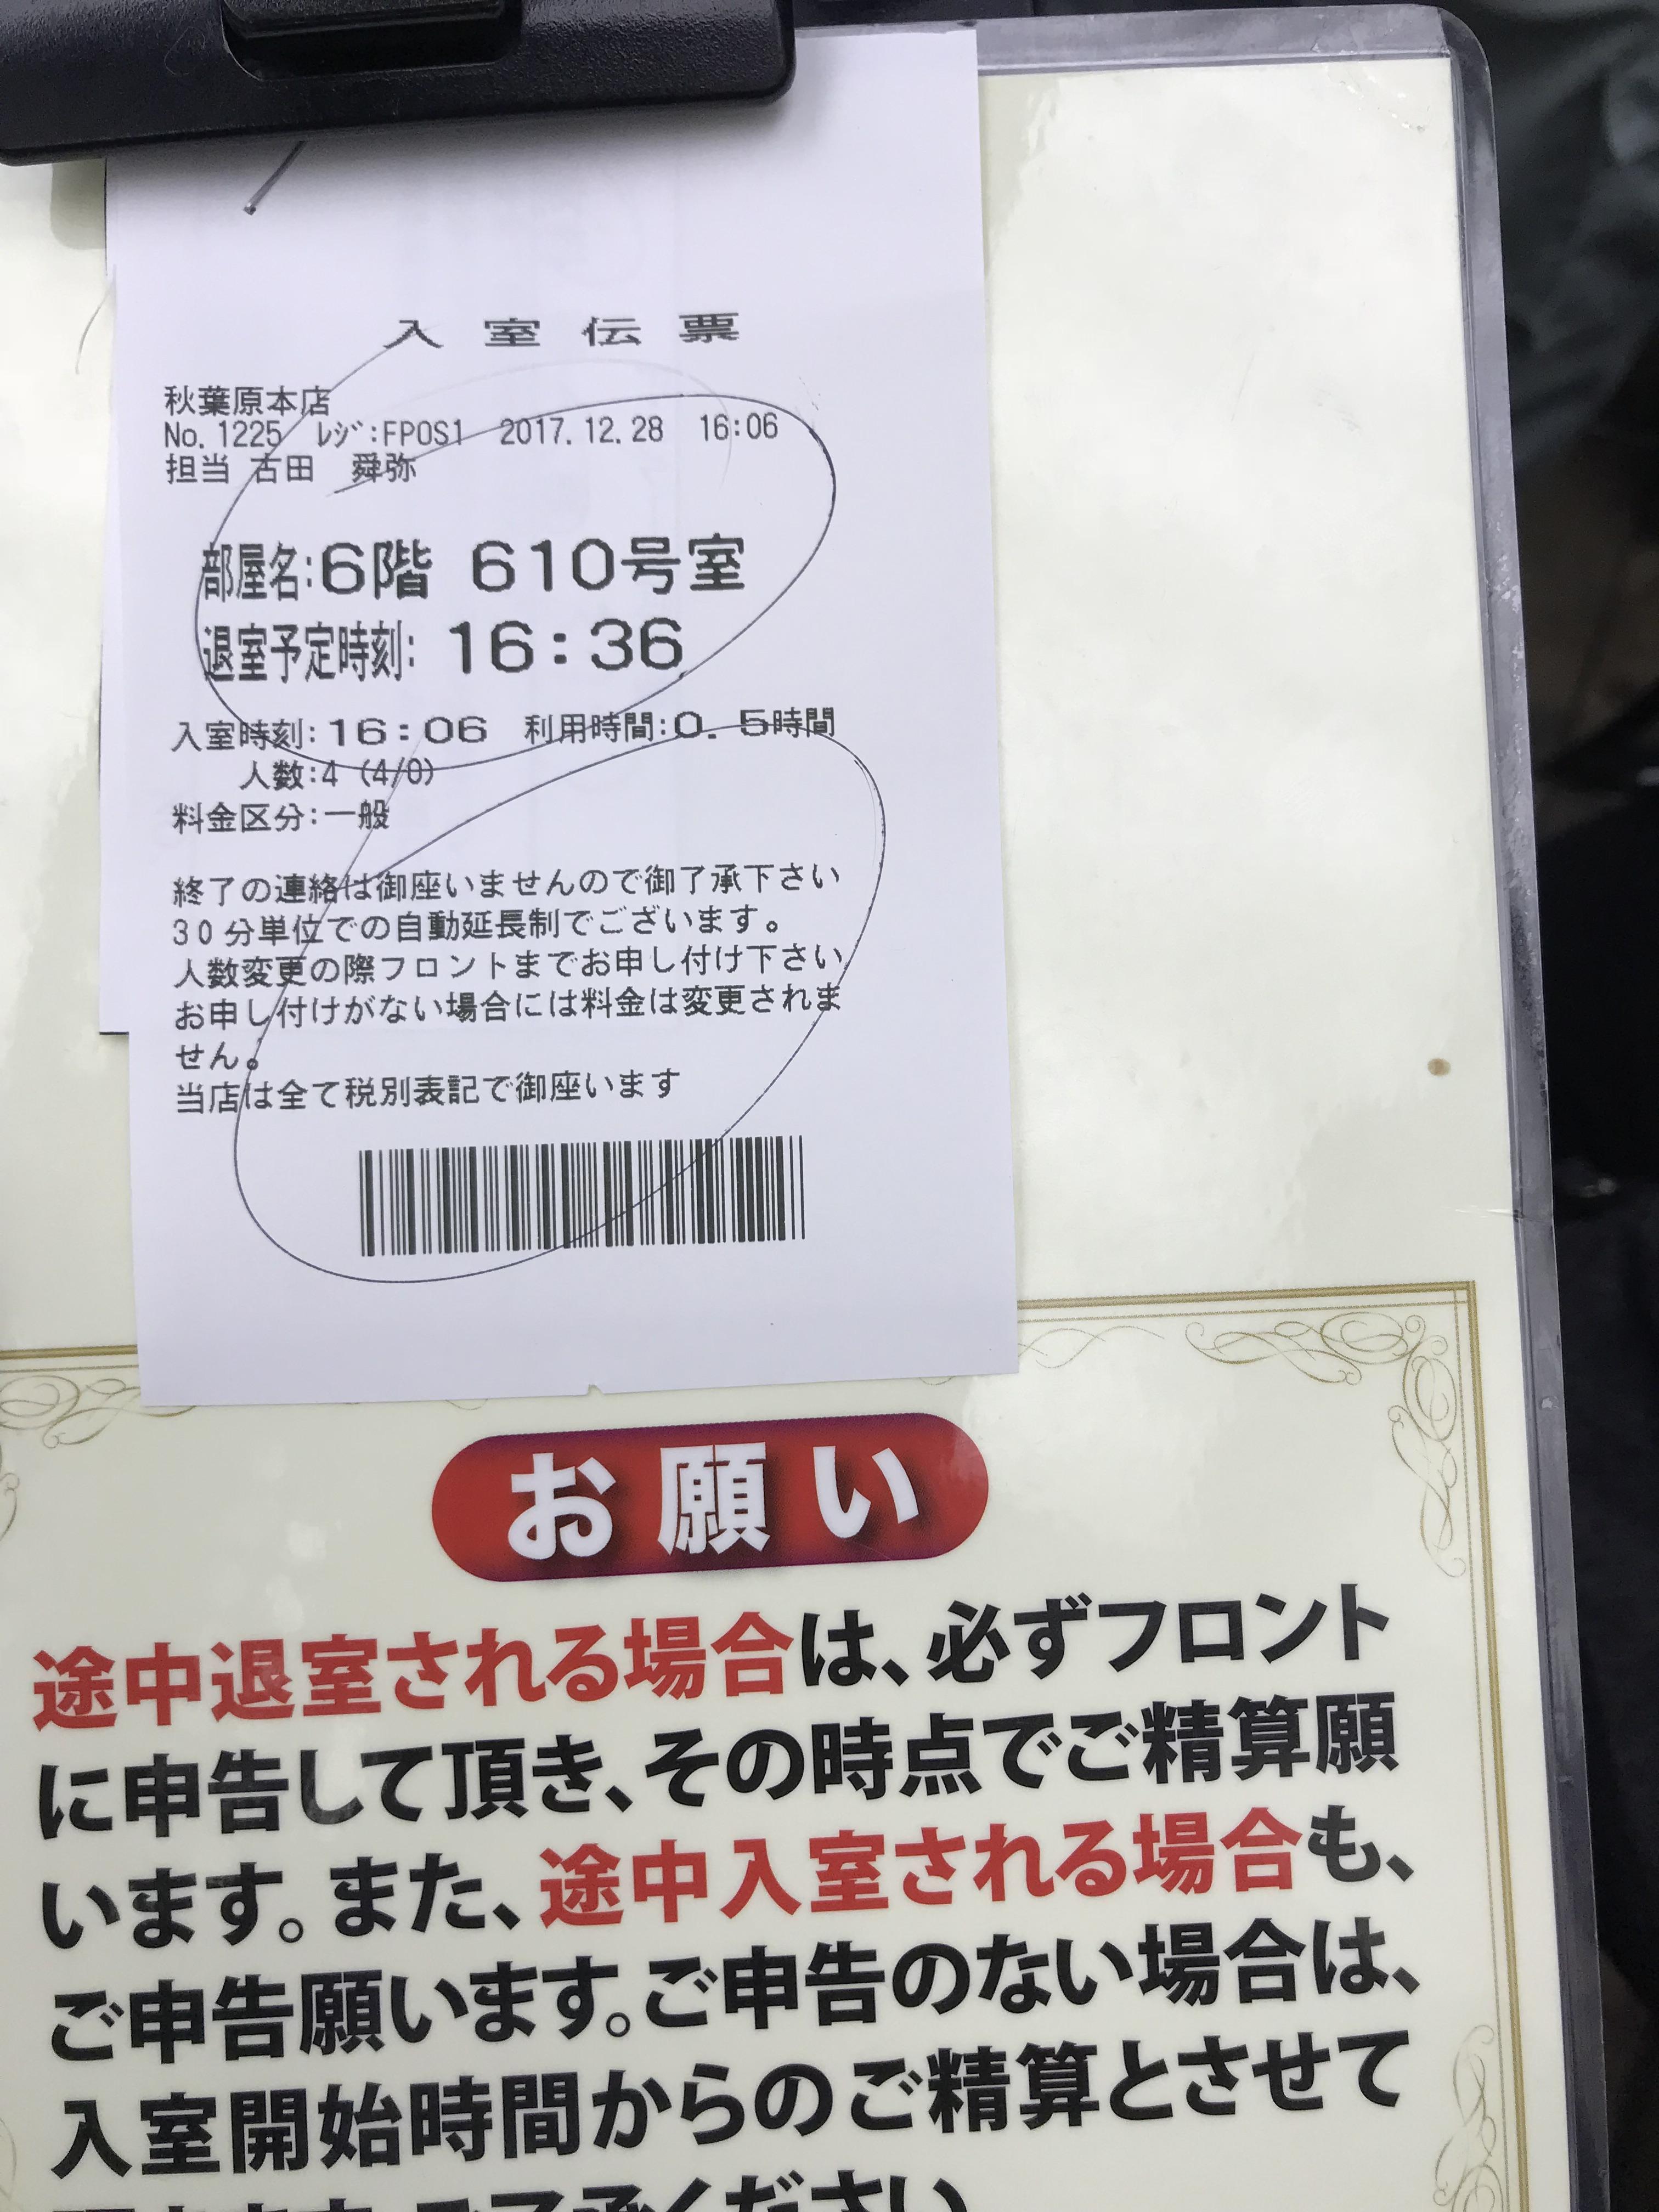 入室伝票
秋葉原本店
No.1225 ﾚｼﾞ:FPOS1 2017.12.28 16:06
担当 古田 舜弥
部屋名:6階 610号室
退室予定時刻: 16:36
入室時刻:16:06 利用時間:0.5時間
人数:4 (4/0)
料金区分:一般
終了の連絡は御座いませんので御了承下さい
30分単位での自動延長制でございます。
人数変更の際フロントまでお申し付け下さい
お申し付けがない場合には料金は変更されま
せん。
当店は全て税別表記で御座います
お願い
途中退室される場合は、必ずフロント
に申告して頂き、その時点でご精算願
います。また、途中入室される場合も、
ご申告願います。ご申告のない場合は、
入室開始時間からのご精算とさせて